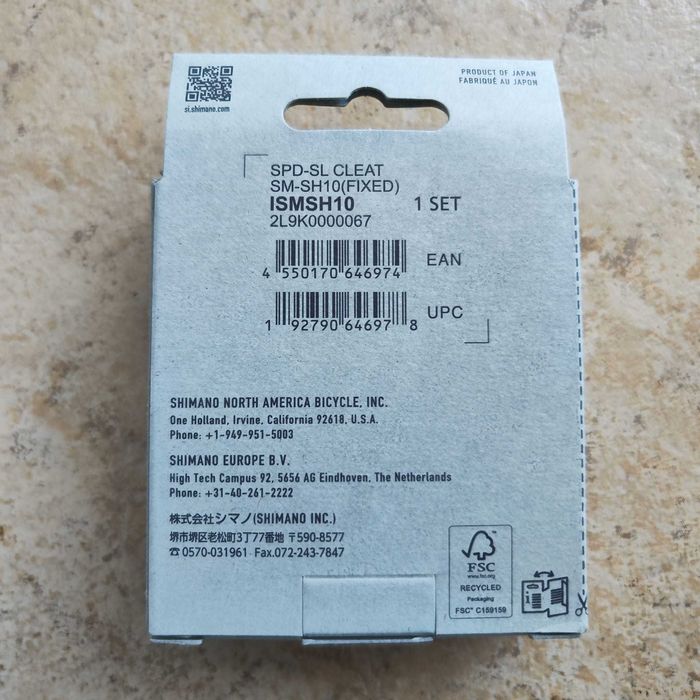 si.shimano.com
PRODUCT OF JAPAN
FABRIQUÉ AU JAPON
SPD-SL CLEAT
SM-SH10(FIXED)
ISMSH10 1 SET
2L9K0000067
4 550170 646974 EAN
1 92790 64697 8 UPC
SHIMANO NORTH AMERICA BICYCLE, INC.
One Holland, Irvine, California 92618, U.S.A.
Phone: +1-949-951-5003
SHIMANO EUROPE B.V.
High Tech Campus 92, 5656 AG Eindhoven, The Netherlands
Phone: +31-40-261-2222
株式会社シマノ(SHIMANO INC.)
堺市堺区老松町3丁77番地 〒590-8577
☎0570-031961 Fax.072-243-7847
FSC
www.fsc.org
RECYCLED
Packaging
FSC® C159159